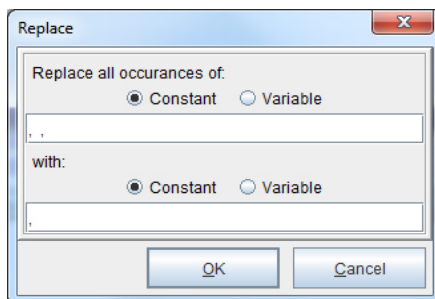 Replace
Replace all occurances of:
Constant Variable
, ,
with:
Constant Variable
,
OK Cancel